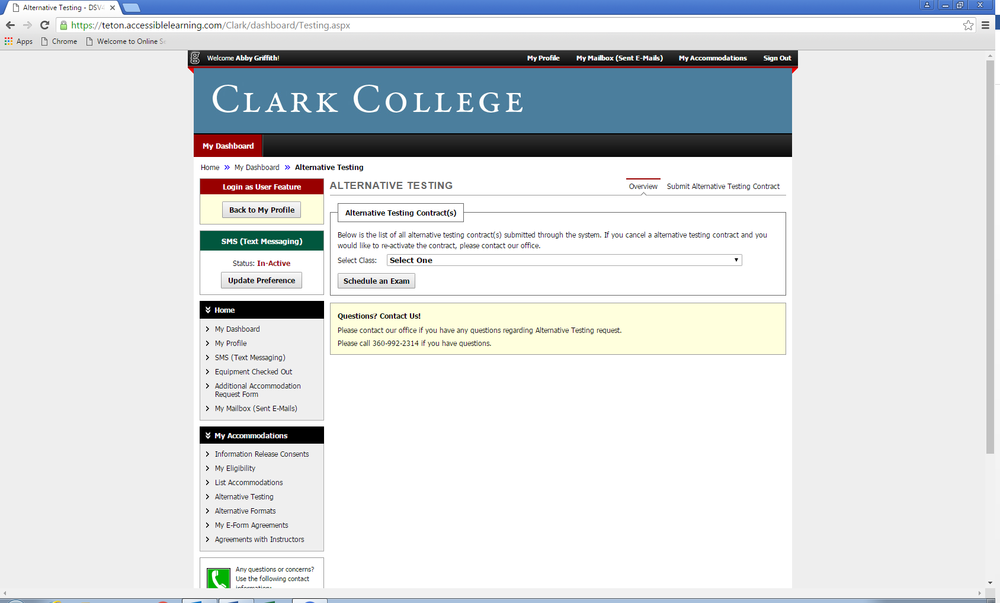 Alternative Testing - DSV4
https://teton.accessiblelearning.com/Clark/dashboard/Testing.aspx
Apps Chrome Welcome to Online
g Welcome Abby Griffith! My Profile My Mailbox (Sent E-Mails) My Accommodations Sign Out
CLARK COLLEGE
My Dashboard
Home » My Dashboard » Alternative Testing
Login as User Feature
Back to My Profile
SMS (Text Messaging)
Status: In-Active
Update Preference
Home
My Dashboard
My Profile
SMS (Text Messaging)
Equipment Checked Out
Additional Accommodation
Request Form
My Mailbox (Sent E-Mails)
My Accommodations
Information Release Consents
My Eligibility
List Accommodations
Alternative Testing
Alternative Formats
My E-Form Agreements
Agreements with Instructors
Any questions or concerns?
Use the following contact
information:
ALTERNATIVE TESTING
Overview Submit Alternative Testing Contract
Alternative Testing Contract(s)
Below is the list of all alternative testing contract(s) submitted through the system. If you cancel a alternative testing contract and you
would like to re-activate the contract, please contact our office.
Select Class: Select One
Schedule an Exam
Questions? Contact Us!
Please contact our office if you have any questions regarding Alternative Testing request.
Please call 360-992-2314 if you have questions.